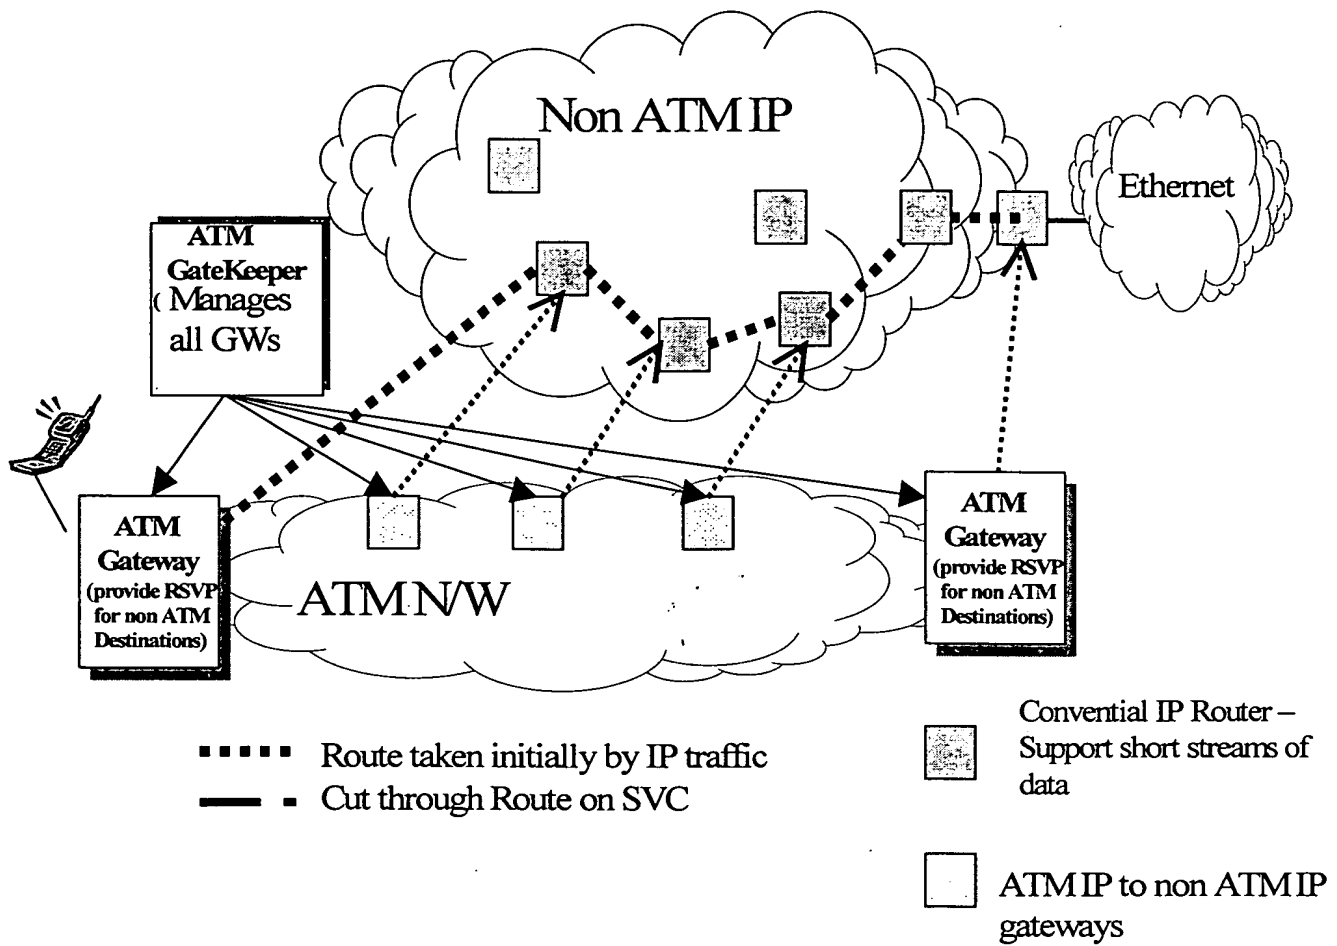 Non ATM IP
Ethernet
ATM
GateKeeper
( Manages
all GWs
ATM
Gateway
(provide RSVP
for non ATM
Destinations)
ATM N/W
ATM
Gateway
(provide RSVP
for non ATM
Destinations)
Route taken initially by IP traffic
Cut through Route on SVC
Convential IP Router –
Support short streams of
data
ATM IP to non ATM IP
gateways